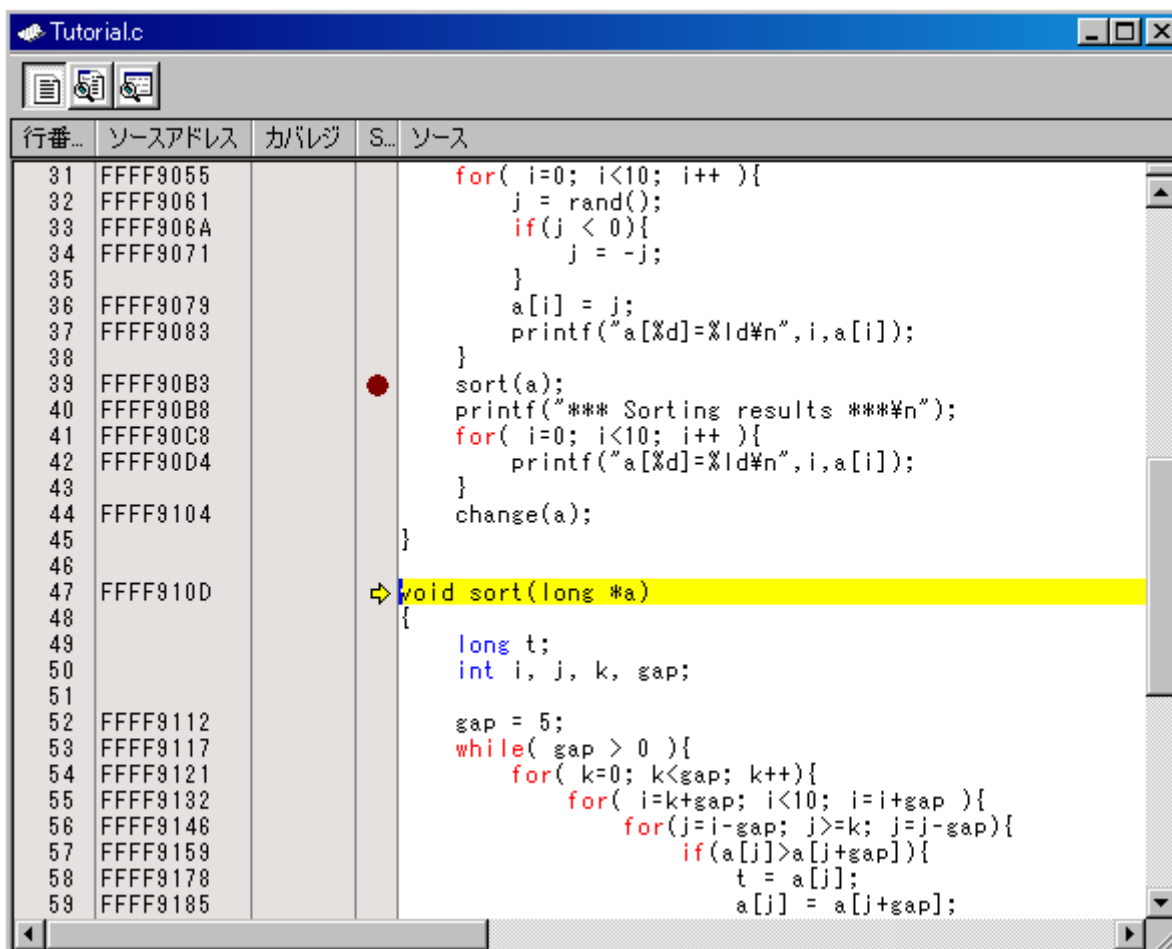 Tutorial.c
行番... ソースアドレス カバレジ S... ソース
31 FFFF9055 for( i=0; i<10; i++ ){
32 FFFF9061 j = rand();
33 FFFF906A if(j < 0){
34 FFFF9071 j = -j;
35 }
36 FFFF9079 a[i] = j;
37 FFFF9083 printf("a[%d]=%ld¥n",i,a[i]);
38 }
39 FFFF90B3 sort(a);
40 FFFF90B8 printf("*** Sorting results ***¥n");
41 FFFF90C8 for( i=0; i<10; i++ ){
42 FFFF90D4 printf("a[%d]=%ld¥n",i,a[i]);
43 }
44 FFFF9104 change(a);
45 }
46
47 FFFF910D void sort(long *a)
48 {
49 long t;
50 int i, j, k, gap;
51
52 FFFF9112 gap = 5;
53 FFFF9117 while( gap > 0 ){
54 FFFF9121 for( k=0; k<gap; k++){
55 FFFF9132 for( i=k+gap; i<10; i=i+gap ){
56 FFFF9146 for(j=i-gap; j>=k; j=j-gap){
57 FFFF9159 if(a[j]>a[j+gap]){
58 FFFF9178 t = a[j];
59 FFFF9185 a[j] = a[j+gap];